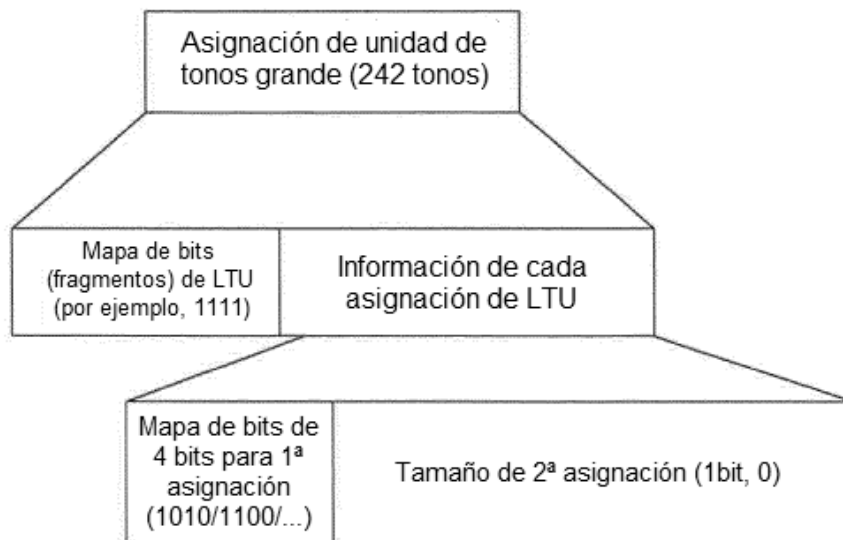 Asignación de unidad de
tonos grande (242 tonos)
Mapa de bits
(fragmentos) de LTU
(por ejemplo, 1111)
Información de cada
asignación de LTU
Mapa de bits de
4 bits para 1ª
asignación
(1010/1100/...)
Tamaño de 2ª asignación (1bit, 0)